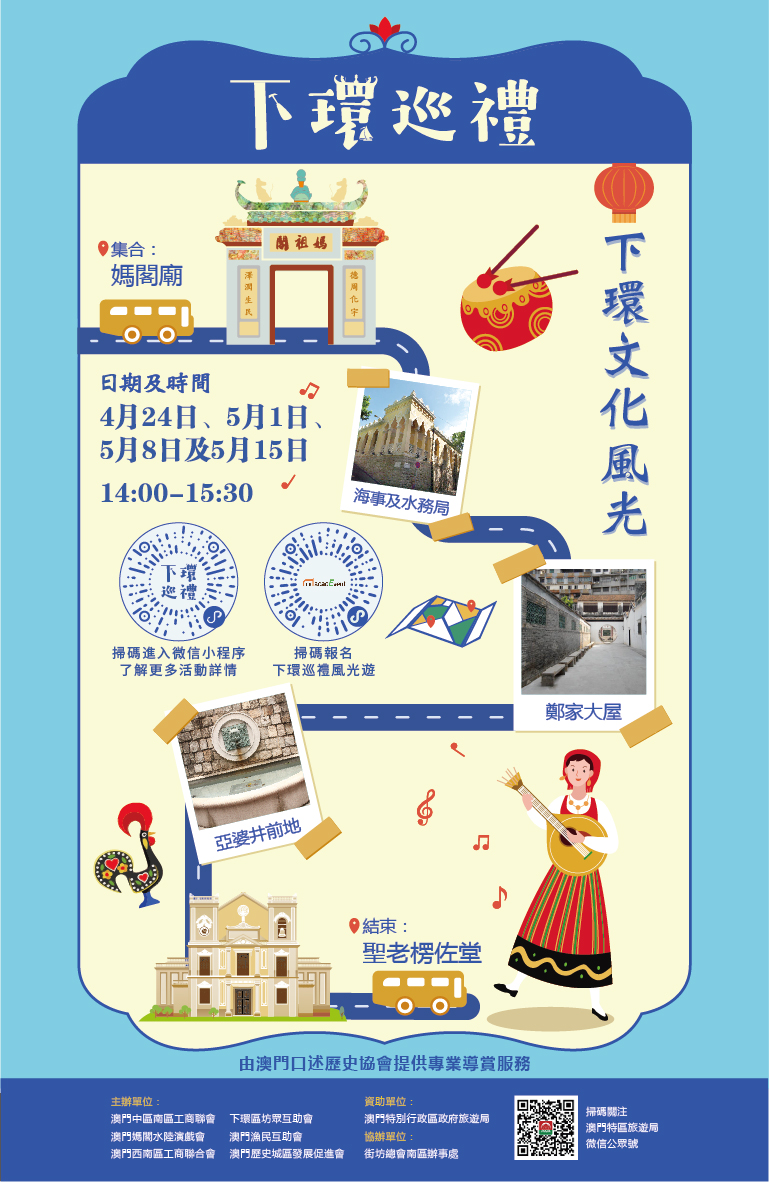 下環巡禮
集合：
媽閣廟
媽祖閣
德周化宇
澤潤生民
下環文化風光
日期及時間
4月24日、5月1日、
5月8日及5月15日
14:00-15:30
海事及水務局
下環
巡禮
MacaoEvent
掃碼進入微信小程序
了解更多活動詳情
掃碼報名
下環巡禮風光遊
鄭家大屋
亞婆井前地
結束：
聖老楞佐堂
由澳門口述歷史協會提供專業導賞服務
主辦單位：
澳門中區南區工商聯會 下環區坊眾互助會
澳門媽閣水陸演戲會 澳門漁民互助會
澳門西南區工商聯合會 澳門歷史城區發展促進會
資助單位：
澳門特別行政區政府旅遊局
協辦單位：
街坊總會南區辦事處
掃碼關注
澳門特區旅遊局
微信公眾號